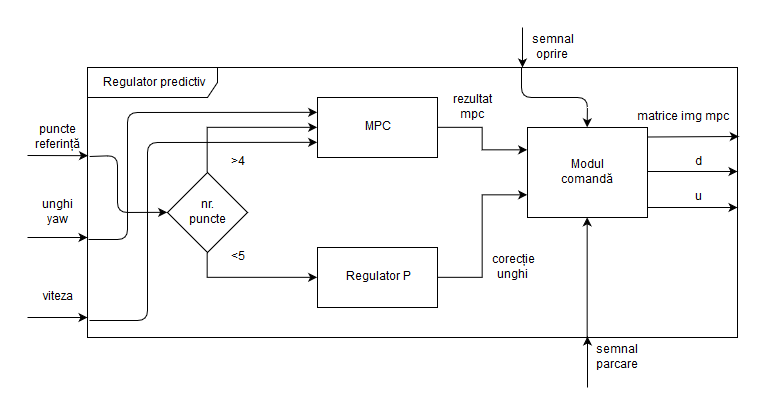 semnal
oprire
Regulator predictiv
rezultat
mpc
matrice img mpc
puncte
referință
MPC
>4
Modul
comandă
d
unghi
yaw
nr.
puncte
u
<5
corecție
unghi
viteza
Regulator P
semnal
parcare